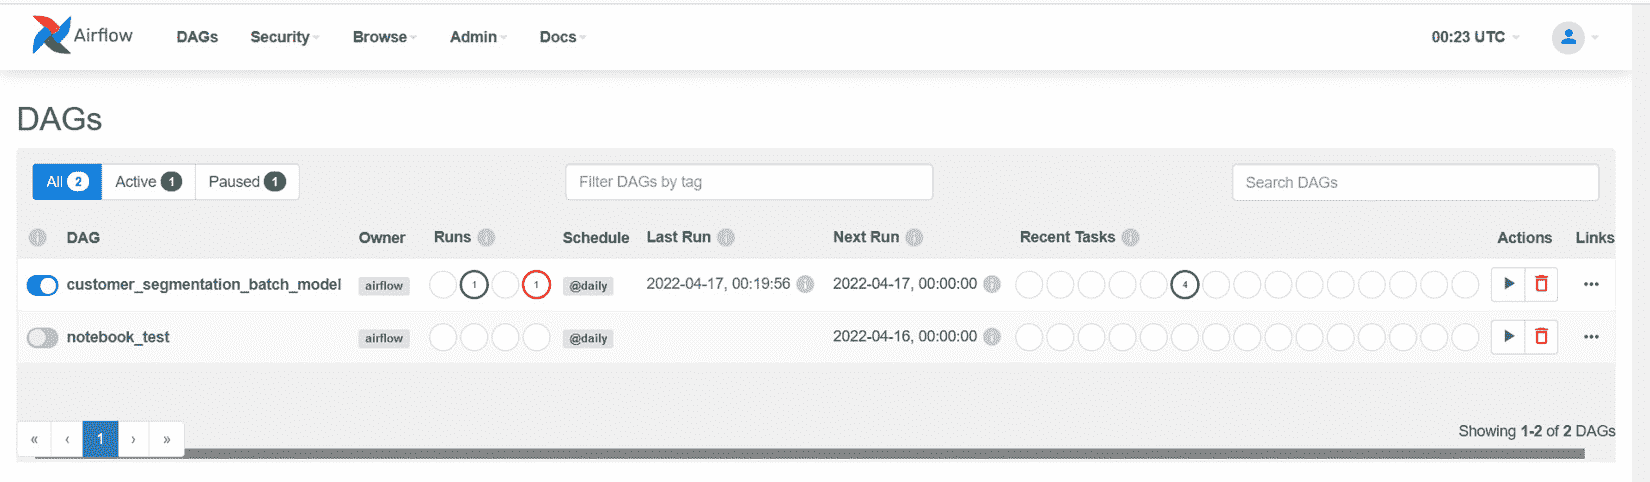 Airflow DAGs Security Browse Admin Docs 00:23 UTC
DAGs
All 2 Active 1 Paused 1 Filter DAGs by tag Search DAGs
DAG Owner Runs Schedule Last Run Next Run Recent Tasks Actions Links
customer_segmentation_batch_model airflow 1 1 @daily 2022-04-17, 00:19:56 2022-04-17, 00:00:00 4
notebook_test airflow @daily 2022-04-16, 00:00:00
« ‹ 1 › » Showing 1-2 of 2 DAGs